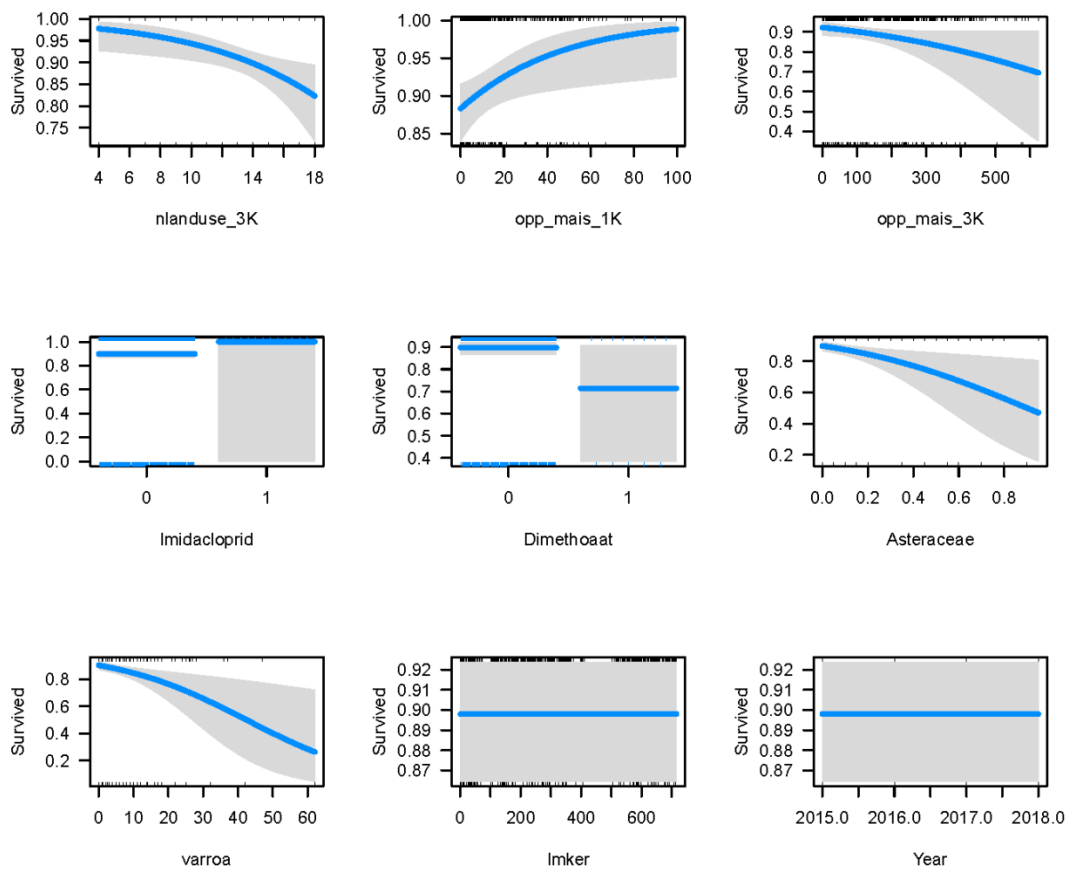 Survived
1.00
0.95
0.90
0.85
0.80
0.75
4 6 8 10 14 18
nlanduse_3K
Survived
1.00
0.95
0.90
0.85
0 20 40 60 80 100
opp_mais_1K
Survived
0.9
0.8
0.7
0.6
0.5
0.4
0 100 300 500
opp_mais_3K
Survived
1.0
0.8
0.6
0.4
0.2
0.0
0 1
Imidacloprid
Survived
0.9
0.8
0.7
0.6
0.5
0.4
0 1
Dimethoaat
Survived
0.8
0.6
0.4
0.2
0.0 0.2 0.4 0.6 0.8
Asteraceae
Survived
0.8
0.6
0.4
0.2
0 10 20 30 40 50 60
varroa
Survived
0.92
0.91
0.90
0.89
0.88
0.87
0 200 400 600
Imker
Survived
0.92
0.91
0.90
0.89
0.88
0.87
2015.0 2016.0 2017.0 2018.0
Year